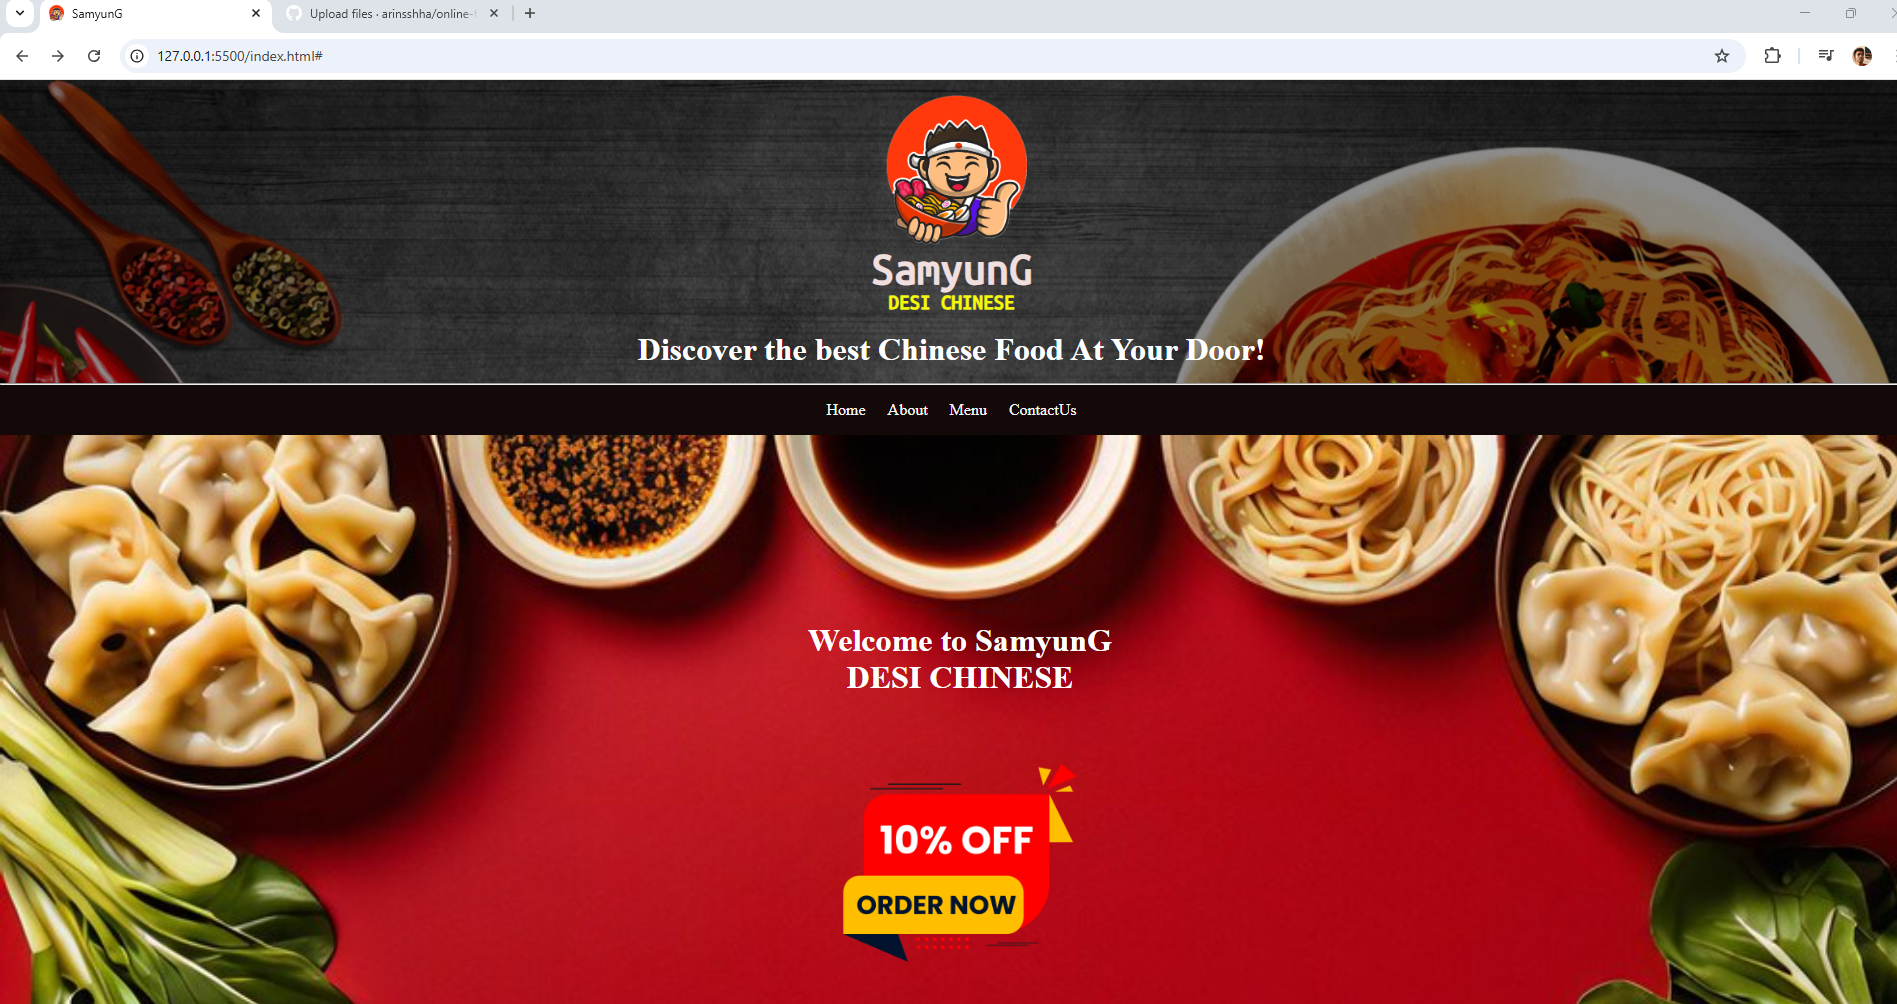 SamyunG
Upload files · arinsshha/online-f
127.0.0.1:5500/index.html#
SamyunG
DESI CHINESE
Discover the best Chinese Food At Your Door!
Home About Menu ContactUs
Welcome to SamyunG
DESI CHINESE
10% OFF
ORDER NOW